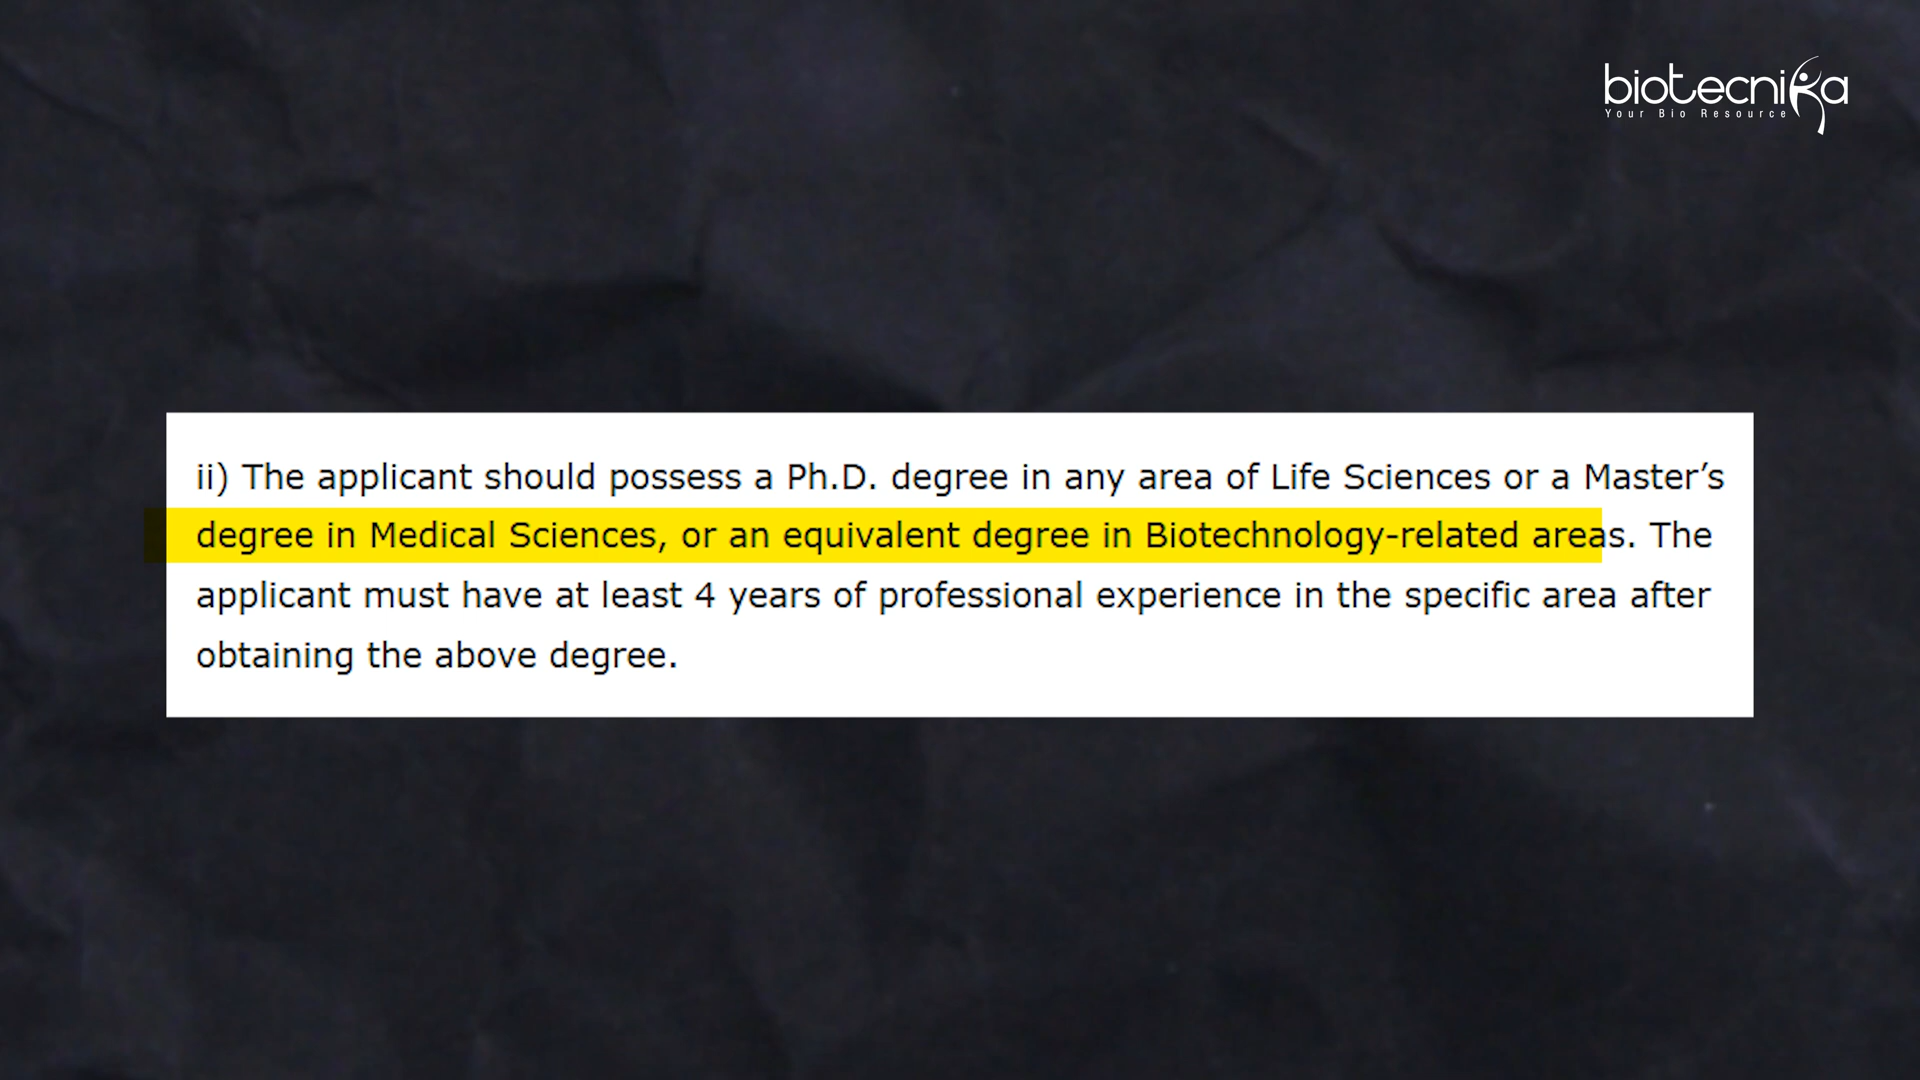 biotecnika
Your Bio Resource
ii) The applicant should possess a Ph.D. degree in any area of Life Sciences or a Master’s
degree in Medical Sciences, or an equivalent degree in Biotechnology-related areas. The
applicant must have at least 4 years of professional experience in the specific area after
obtaining the above degree.